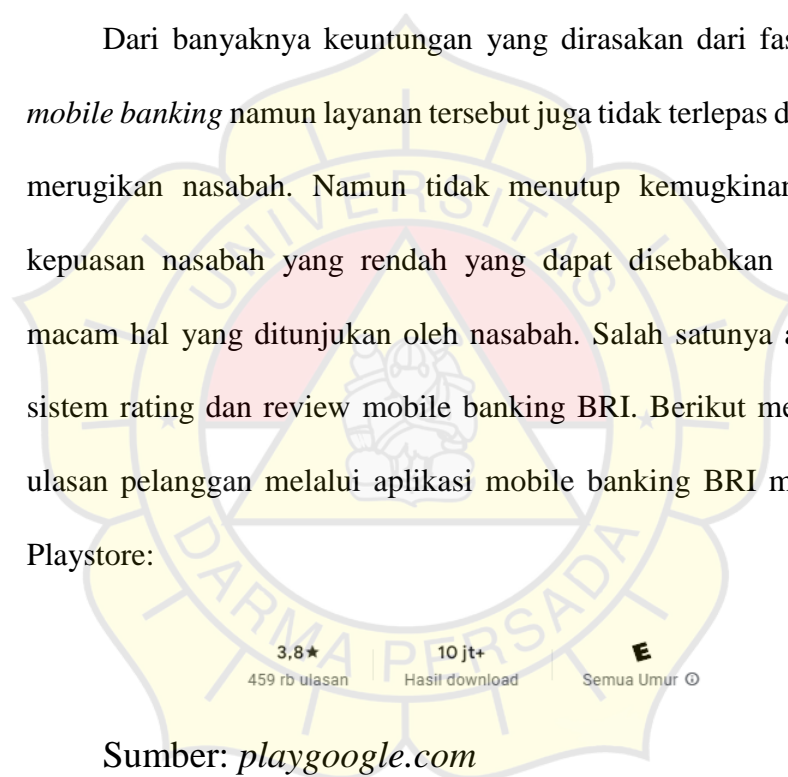 Dari banyaknya keuntungan yang dirasakan dari fas
mobile banking namun layanan tersebut juga tidak terlepas d
merugikan nasabah. Namun tidak menutup kemugkinan
kepuasan nasabah yang rendah yang dapat disebabkan
macam hal yang ditunjukan oleh nasabah. Salah satunya a
sistem rating dan review mobile banking BRI. Berikut me
ulasan pelanggan melalui aplikasi mobile banking BRI m
Playstore:
UNIVERSITAS
DARMA PERSADA
3,8★ 10 jt+ E
459 rb ulasan Hasil download Semua Umur
Sumber: playgoogle.com